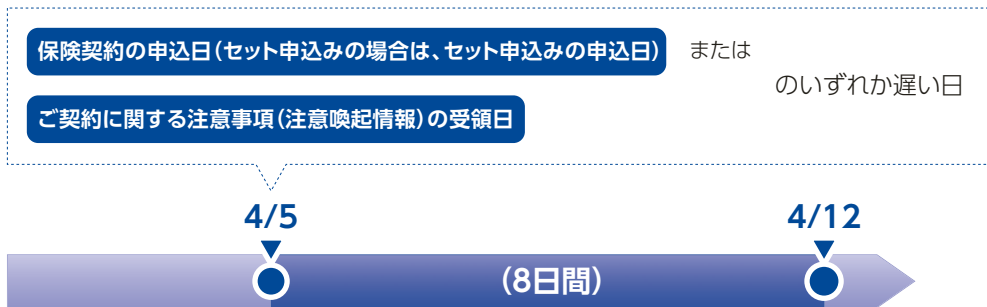 保険契約の申込日(セット申込みの場合は、セット申込みの申込日) または
のいずれか遅い日
ご契約に関する注意事項(注意喚起情報)の受領日
4/5 4/12
(8日間)